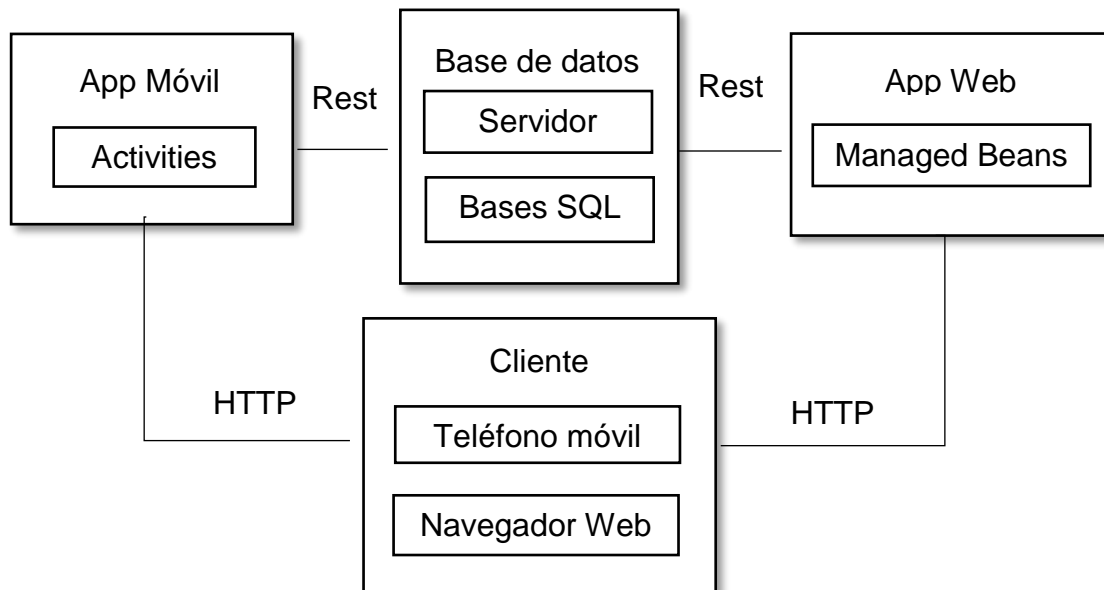 App Móvil
Activities
Rest
Base de datos
Servidor
Bases SQL
Rest
App Web
Managed Beans
HTTP
Cliente
Teléfono móvil
Navegador Web
HTTP